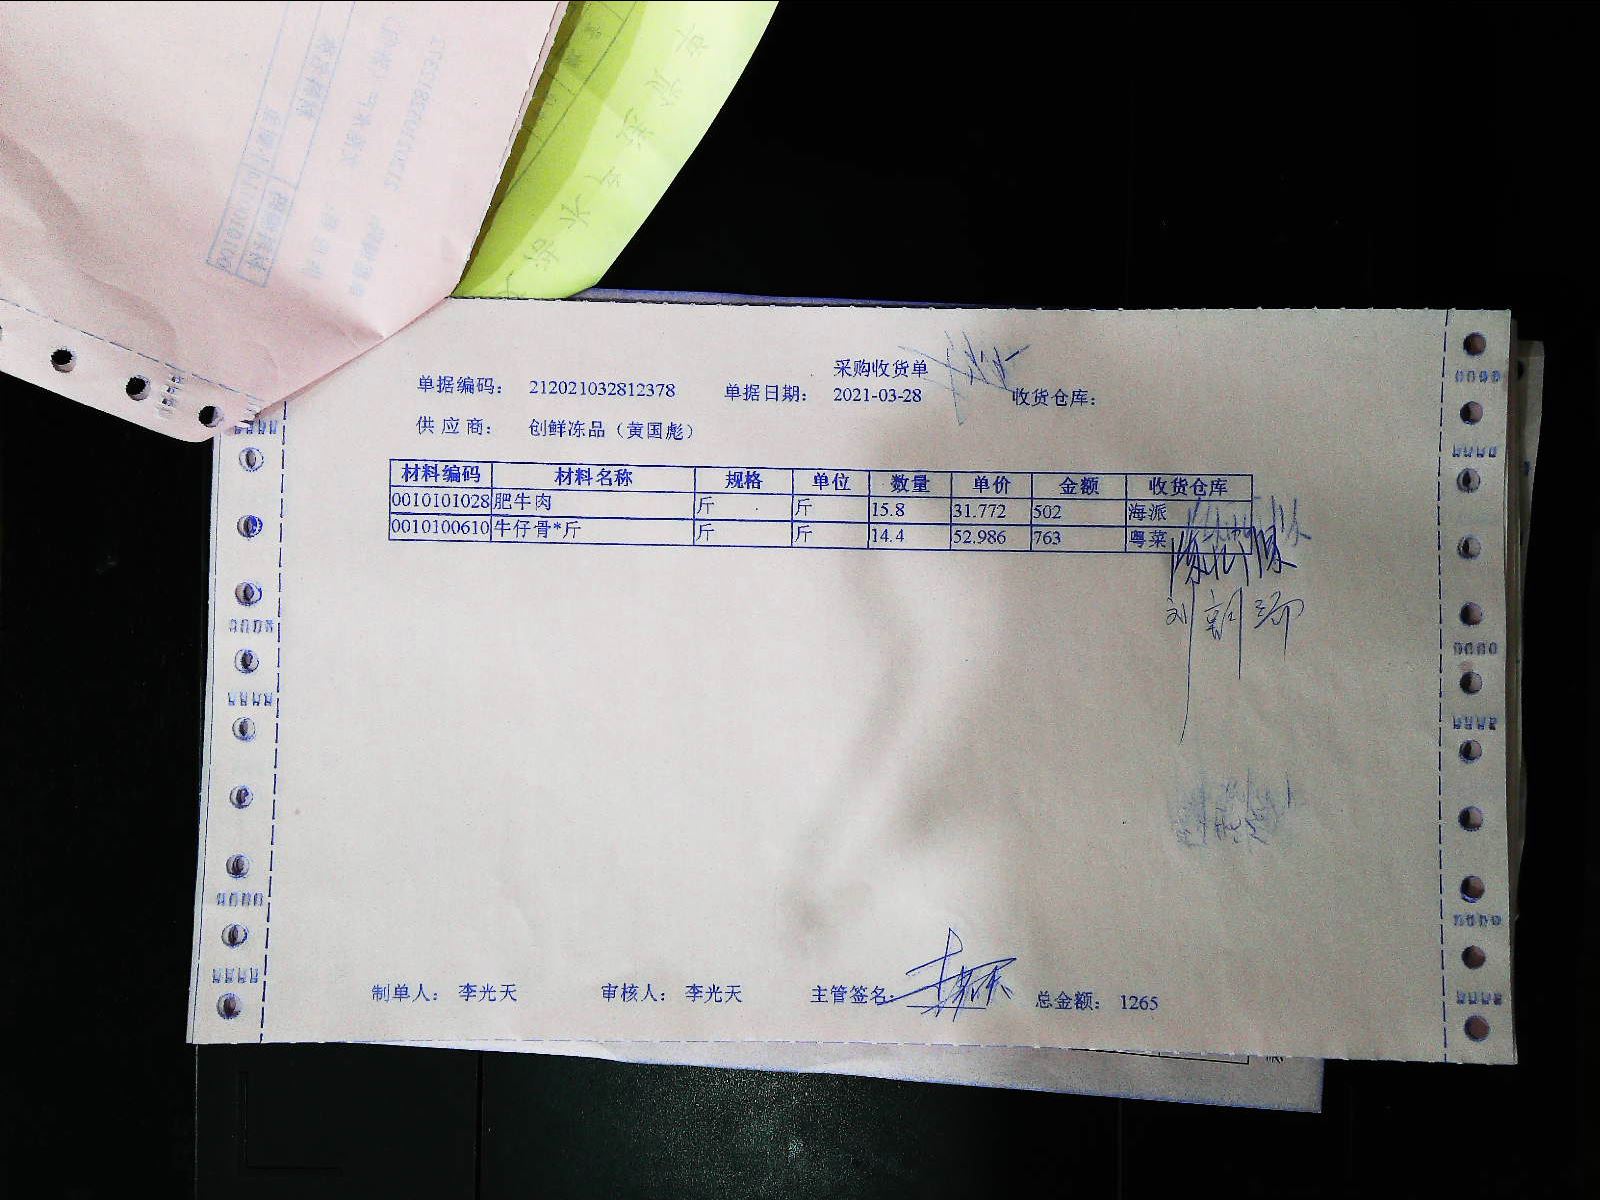 采购收货单
单据编码： 212021032812378 单据日期： 2021-03-28 收货仓库：
供应商： 创鲜冻品（黄国彪）
材料编码 材料名称 规格 单位 数量 单价 金额 收货仓库
0010101028 肥牛肉 斤 斤 15.8 31.772 502 海派
0010100610 牛仔骨*斤 斤 斤 14.4 52.986 763 粤菜
制单人： 李光天 审核人： 李光天 主管签名： 总金额： 1265